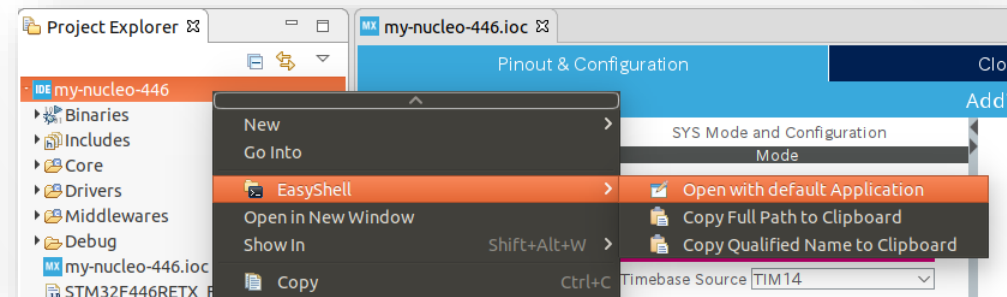 Project Explorer
MX my-nucleo-446.ioc
Pinout & Configuration
Clo
Add
IDE my-nucleo-446
Binaries
Includes
Core
Drivers
Middlewares
Debug
MX my-nucleo-446.ioc
STM32F446RETX_F
New
Go Into
EasyShell
Open in New Window
Show In Shift+Alt+W
Copy Ctrl+C
SYS Mode and Configuration
Mode
Open with default Application
Copy Full Path to Clipboard
Copy Qualified Name to Clipboard
Timebase Source TIM14